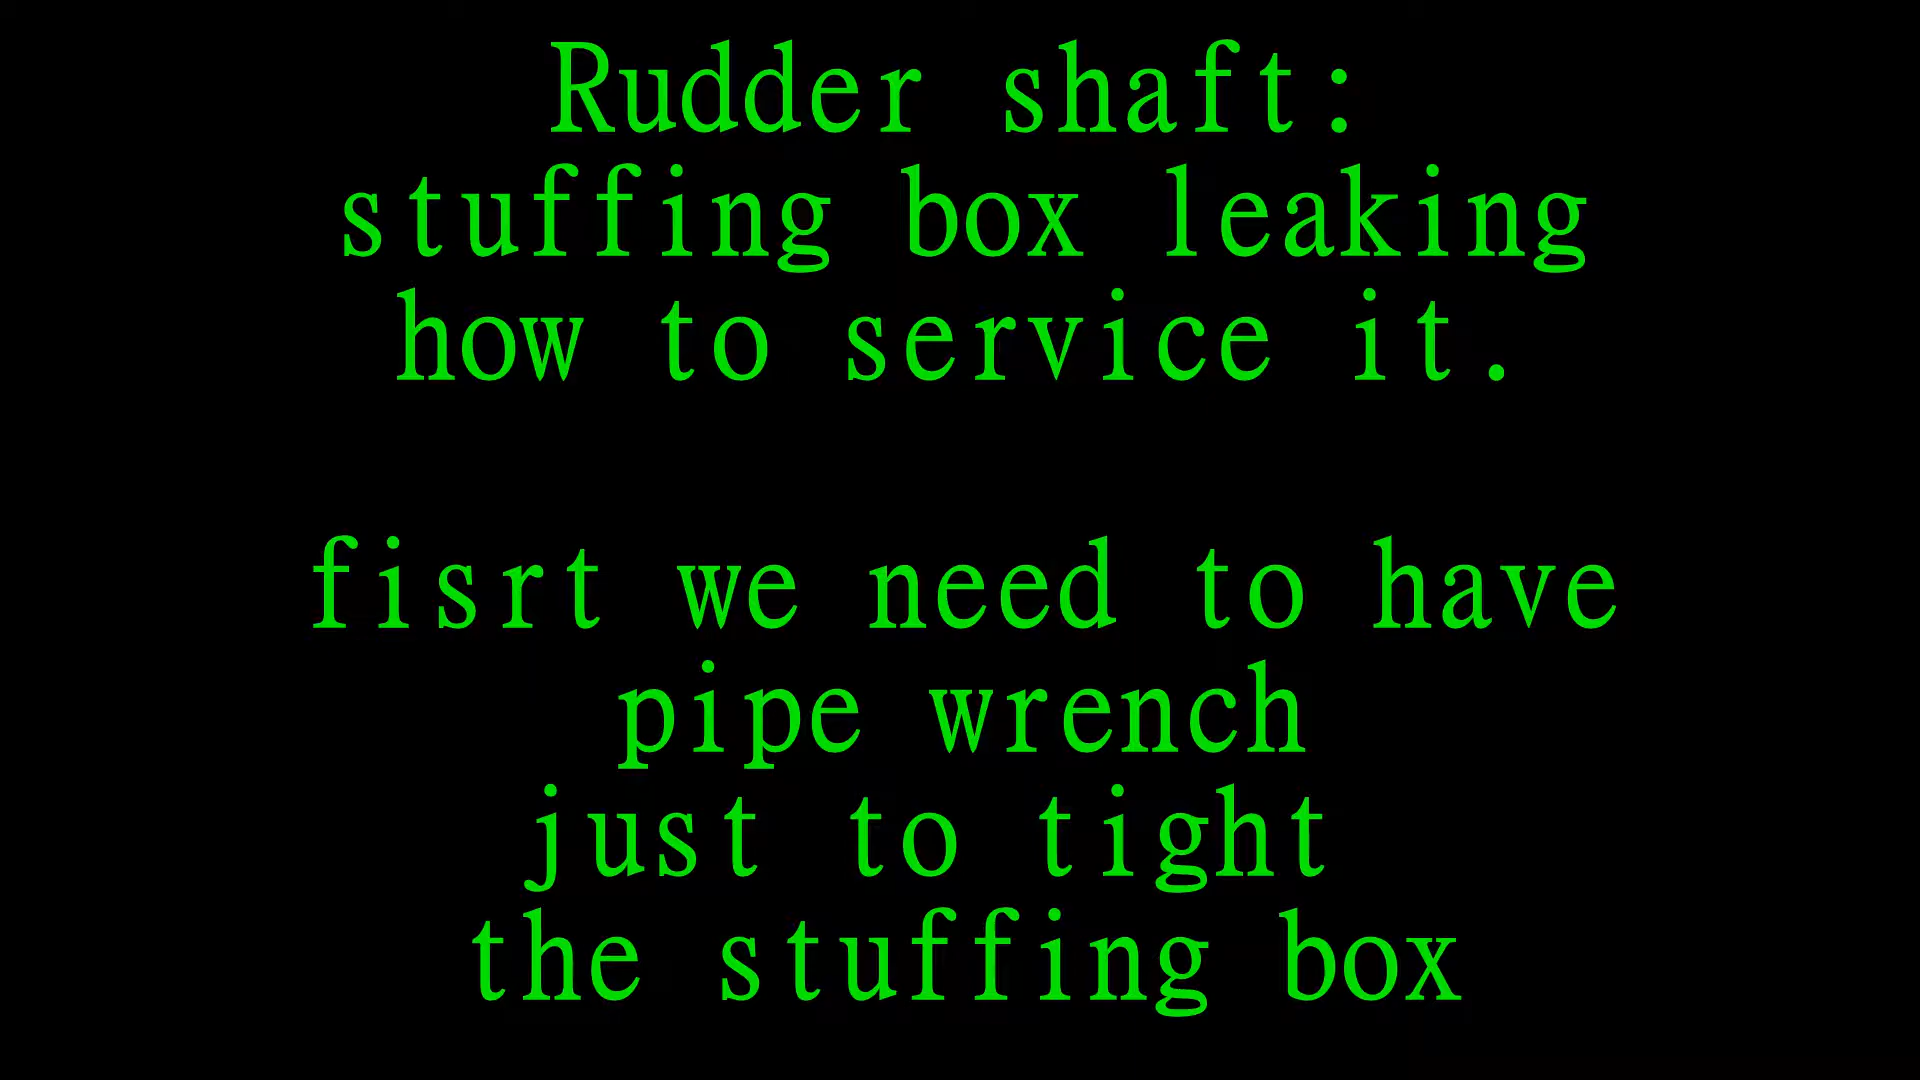 Rudder shaft:
stuffing box leaking
how to service it.
fisrt we need to have
pipe wrench
just to tight
the stuffing box